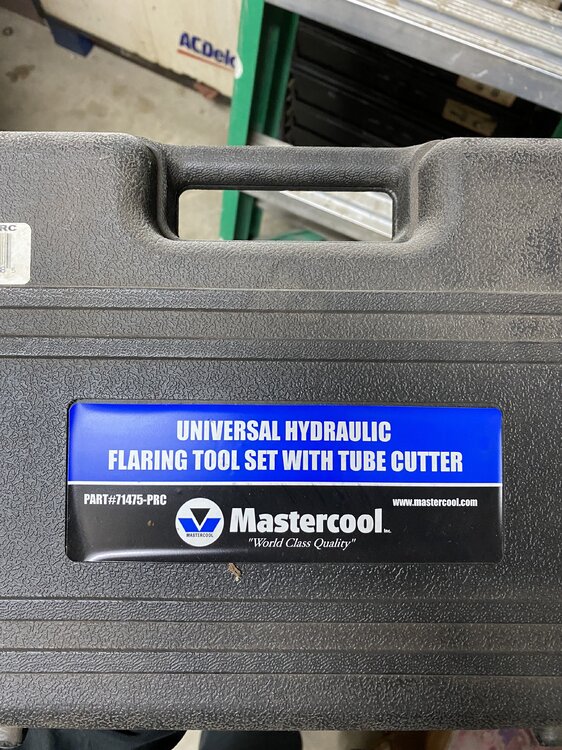 ACDelco
RC
UNIVERSAL HYDRAULIC
FLARING TOOL SET WITH TUBE CUTTER
PART#71475-PRC
www.mastercool.com
MASTERCOOL
Mastercool Inc.
"World Class Quality"